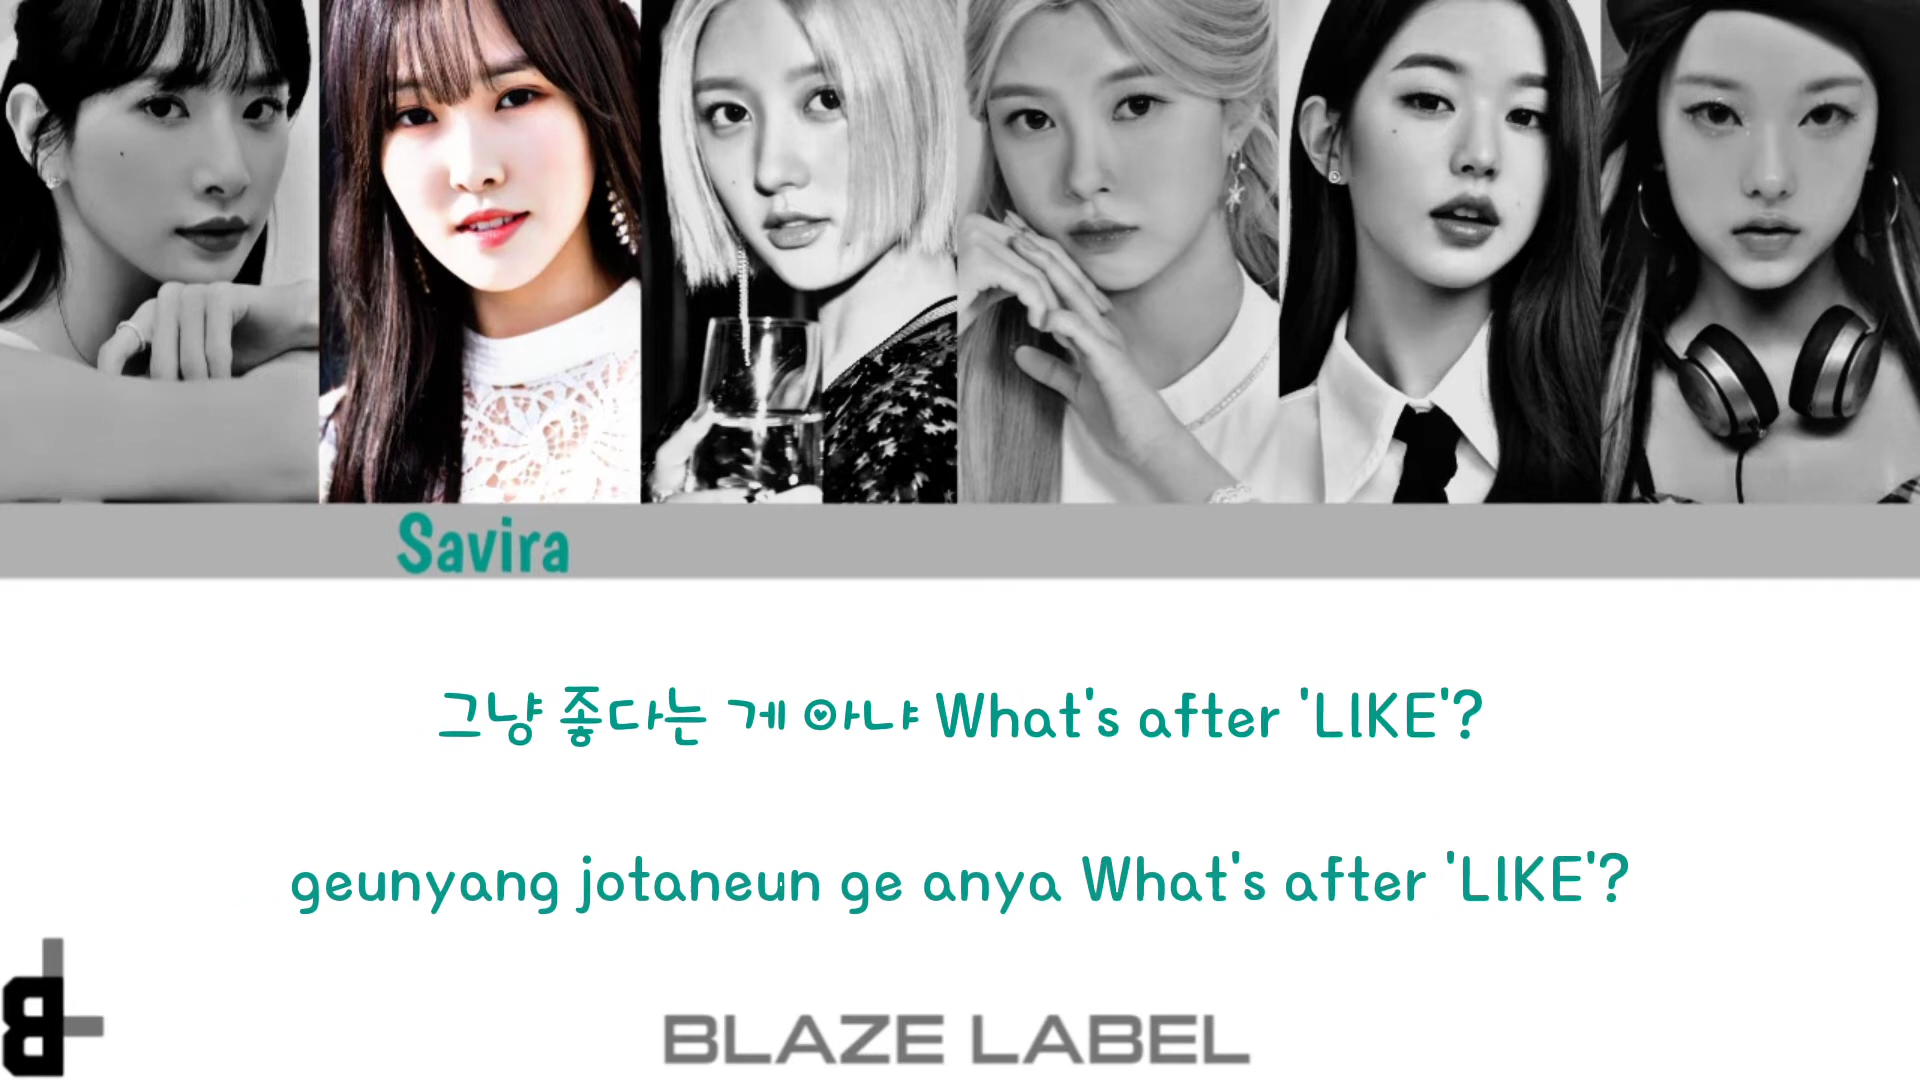 Savira
그냥 좋다는 게 아냐 What's after 'LIKE'?
geunyang jotaneun ge anya What's after 'LIKE'?
B
BLAZE LABEL